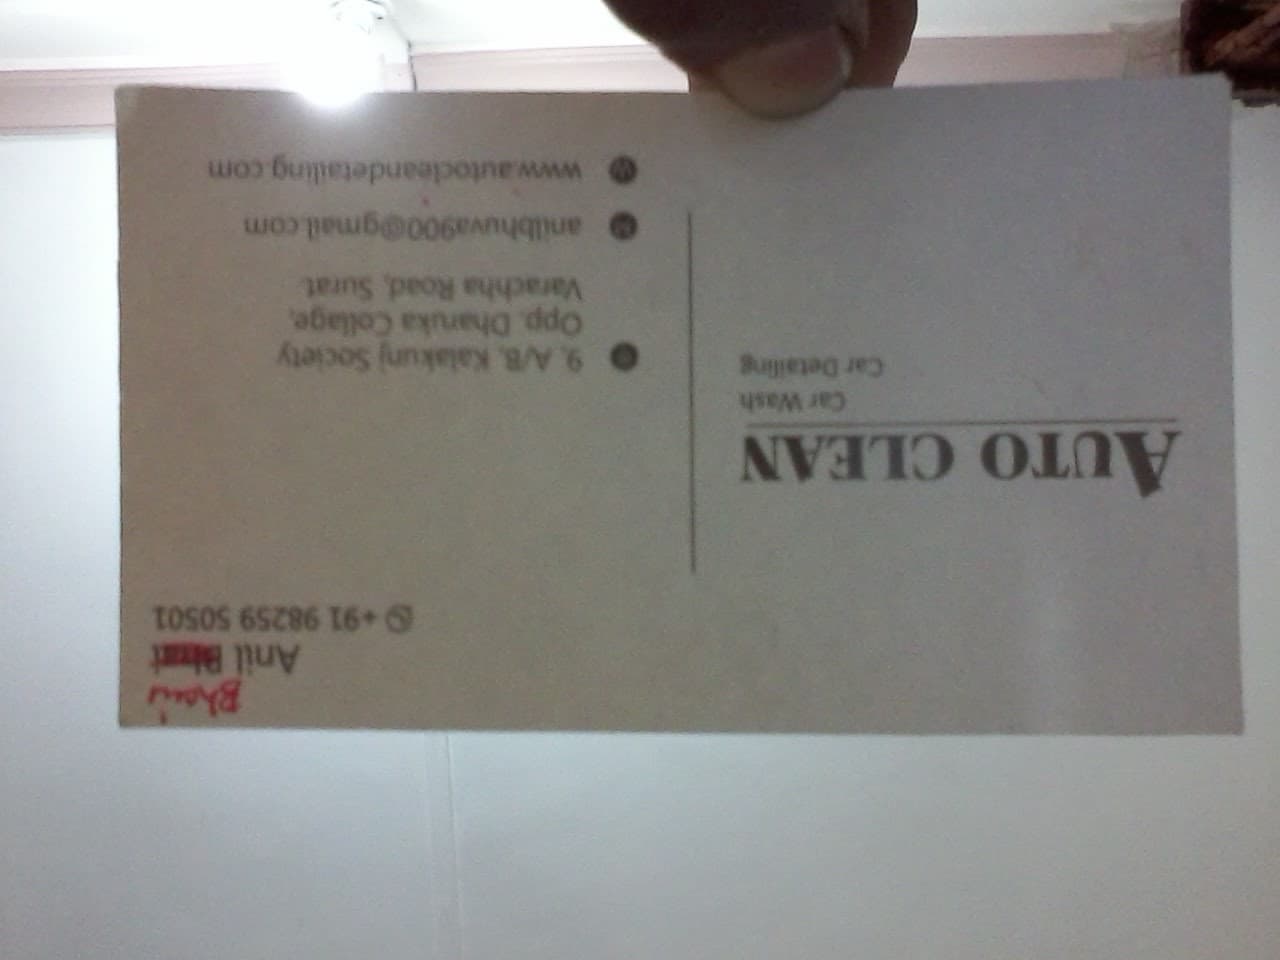 AUTO CLEAN
Car Wash
Car Detailing
Bhai
Anil
+91 98259 50501
9. A/B. Kalakunj Society
Opp. Dharuka Collage,
Varachha Road, Surat.
M anilbhuva900@gmail.com
W www.autocleandetailing.com